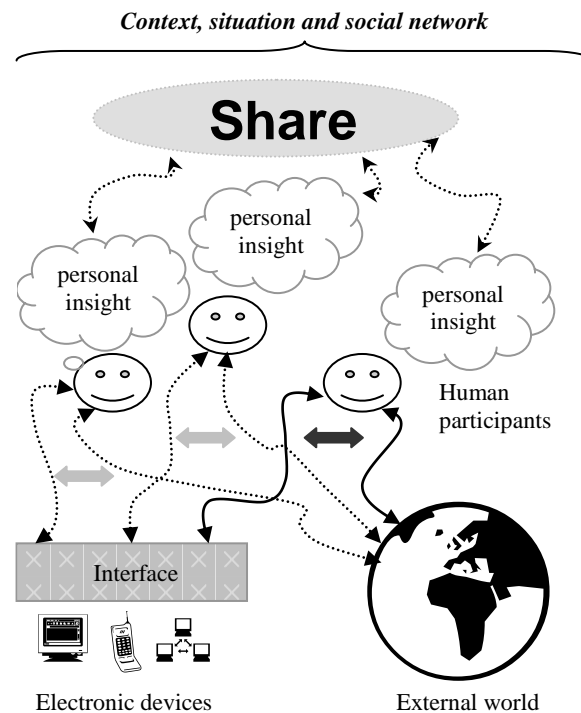 Context, situation and social network
Share
personal
insight
personal
insight
personal
insight
Human
participants
Interface
Electronic devices
External world